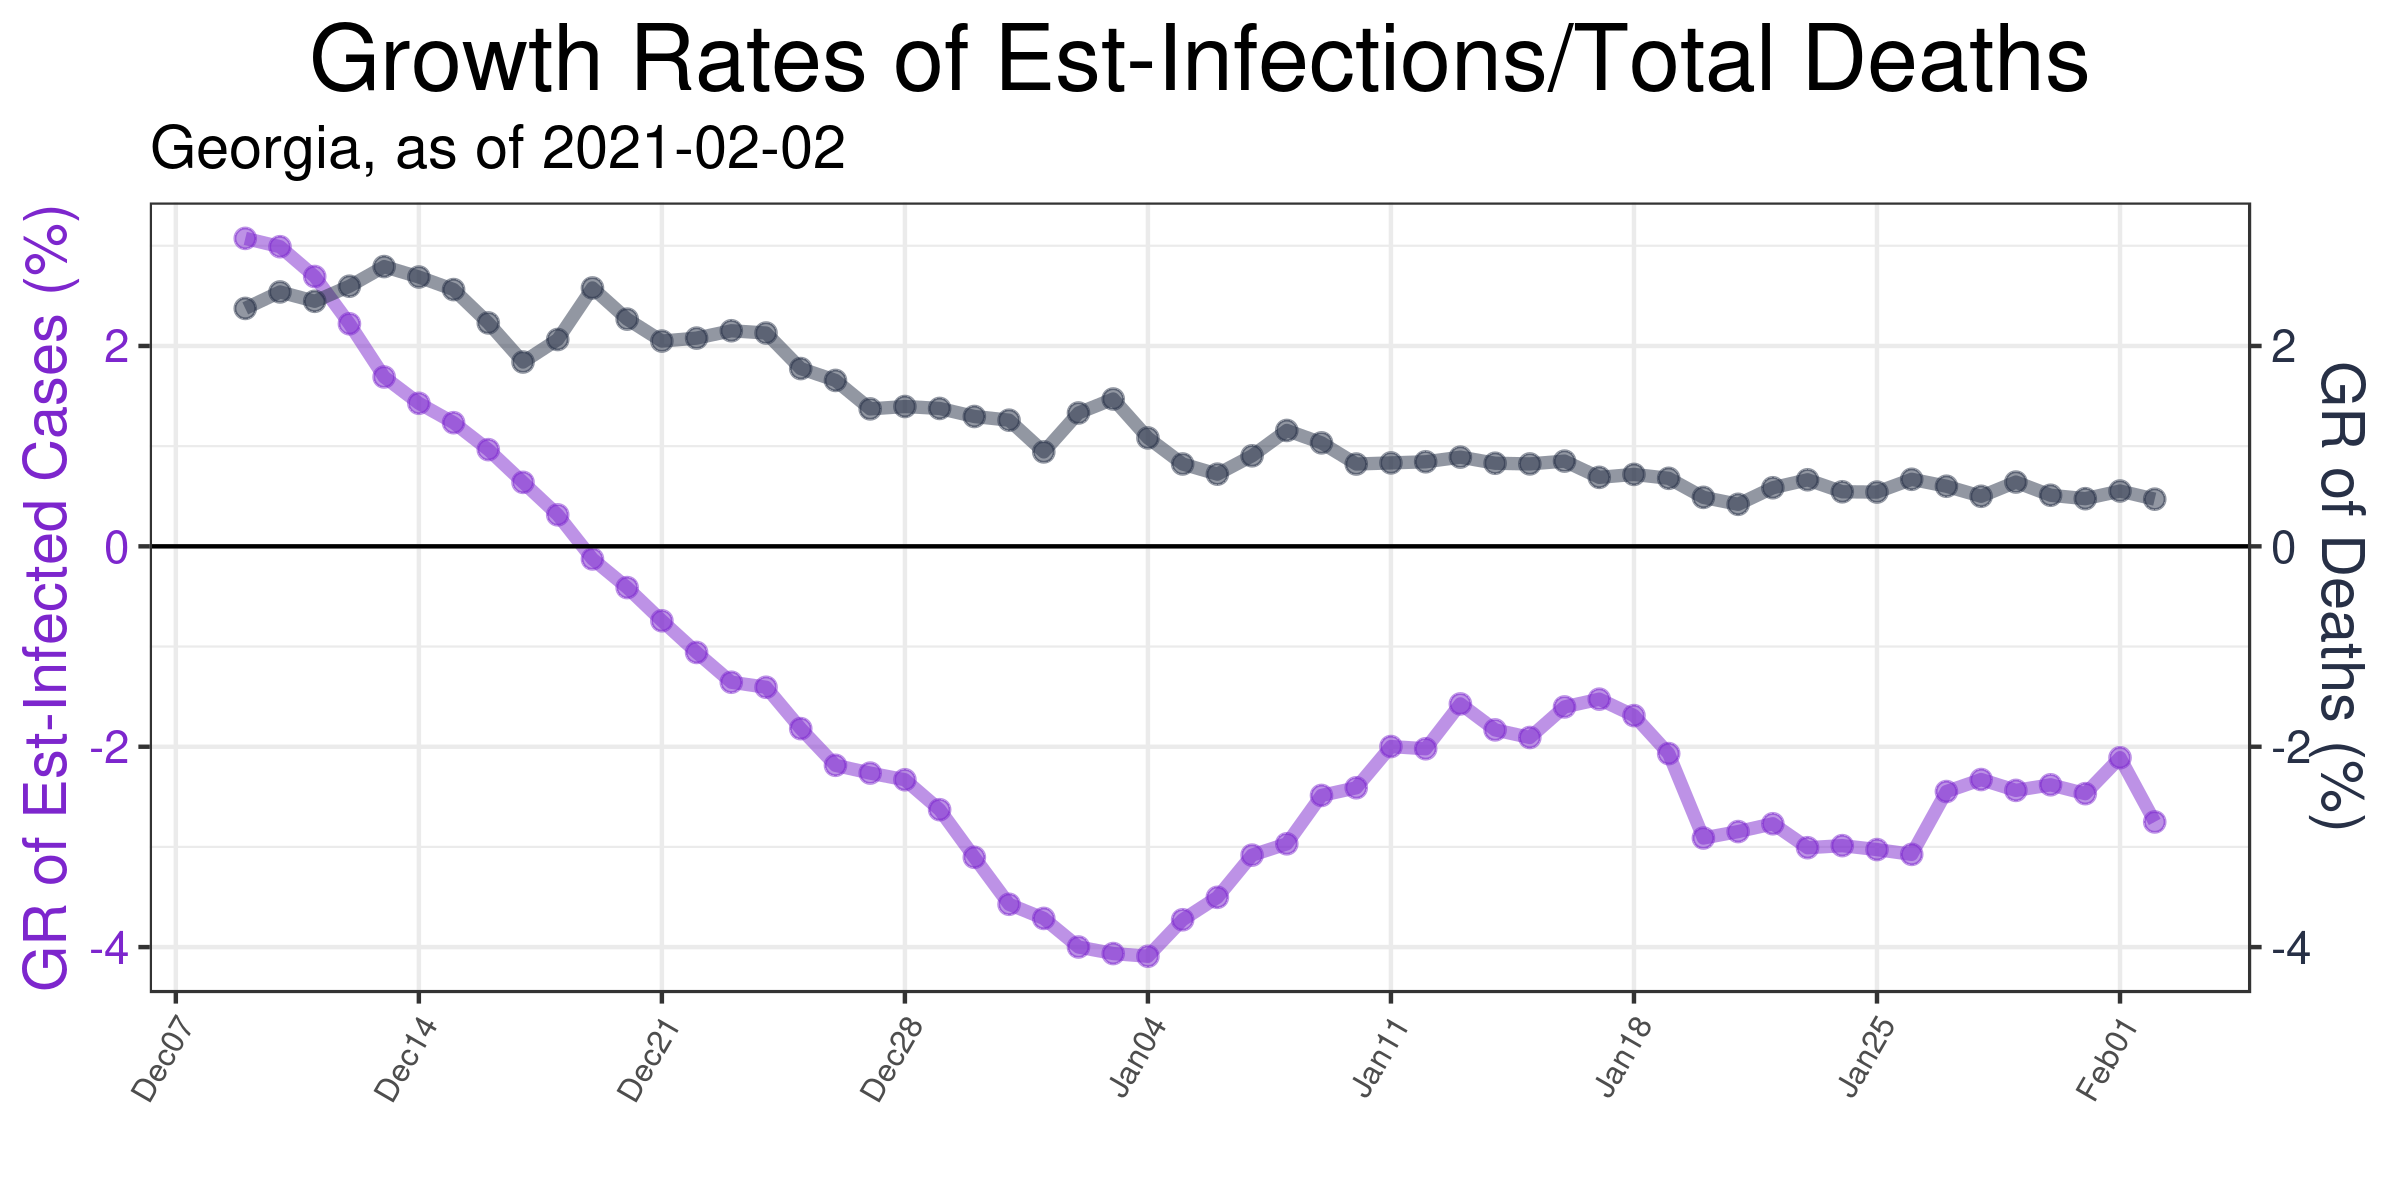 Growth Rates of Est-Infections/Total Deaths
Georgia, as of 2021-02-02
GR of Est-Infected Cases (%)
2
0
-2
-4
2
0
-2
-4
GR of Deaths (%)
Dec07
Dec14
Dec21
Dec28
Jan04
Jan11
Jan18
Jan25
Feb01